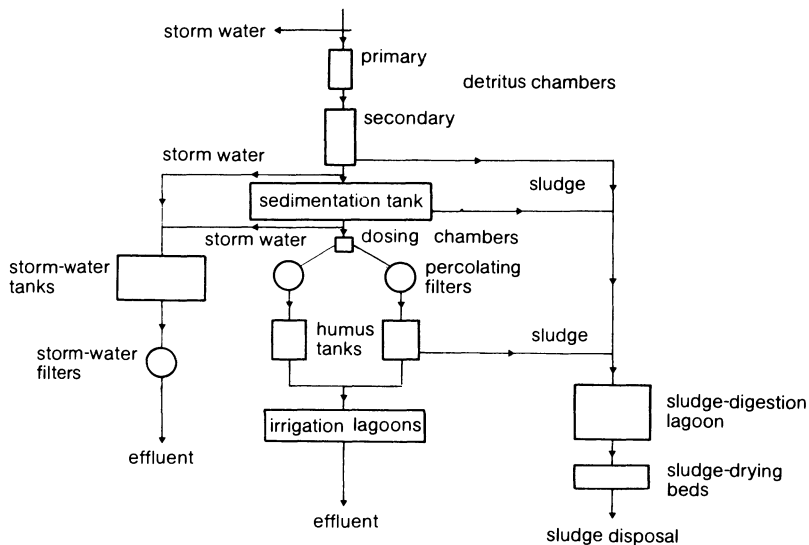 storm water
primary
detritus chambers
secondary
storm water
sludge
sedimentation tank
storm water
dosing chambers
storm-water
tanks
percolating
filters
humus
tanks
sludge
storm-water
filters
sludge-digestion
lagoon
irrigation lagoons
effluent
sludge-drying
beds
effluent
sludge disposal